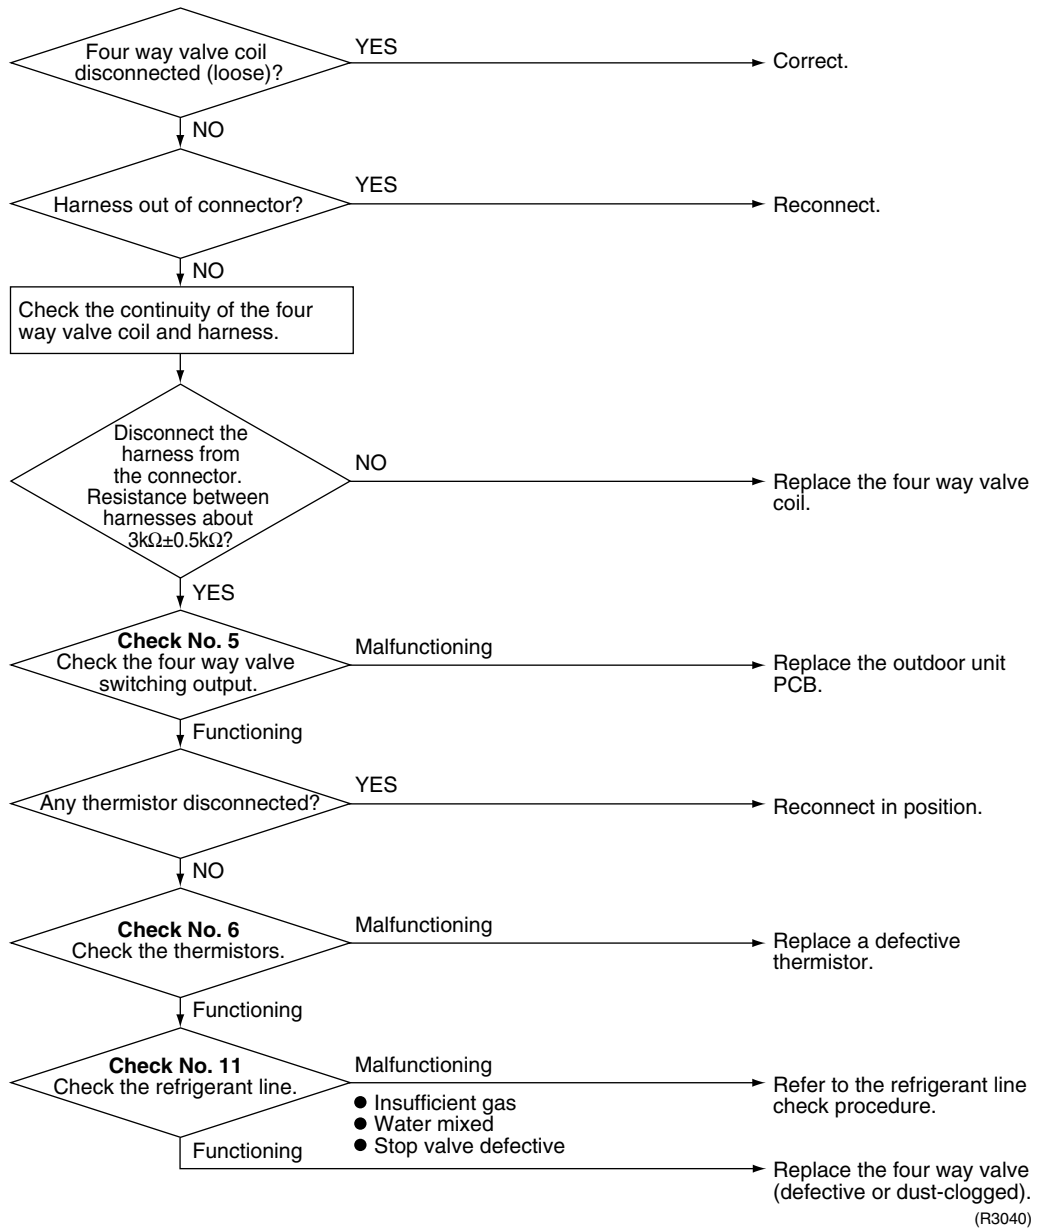 Four way valve coil
disconnected (loose)?
YES
Correct.
NO
Harness out of connector?
YES
Reconnect.
NO
Check the continuity of the four
way valve coil and harness.
Disconnect the
harness from
the connector.
Resistance between
harnesses about
3kΩ±0.5kΩ?
NO
Replace the four way valve
coil.
YES
Check No. 5
Check the four way valve
switching output.
Malfunctioning
Replace the outdoor unit
PCB.
Functioning
Any thermistor disconnected?
YES
Reconnect in position.
NO
Check No. 6
Check the thermistors.
Malfunctioning
Replace a defective
thermistor.
Functioning
Check No. 11
Check the refrigerant line.
Malfunctioning
● Insufficient gas
● Water mixed
● Stop valve defective
Refer to the refrigerant line
check procedure.
Functioning
Replace the four way valve
(defective or dust-clogged).
(R3040)